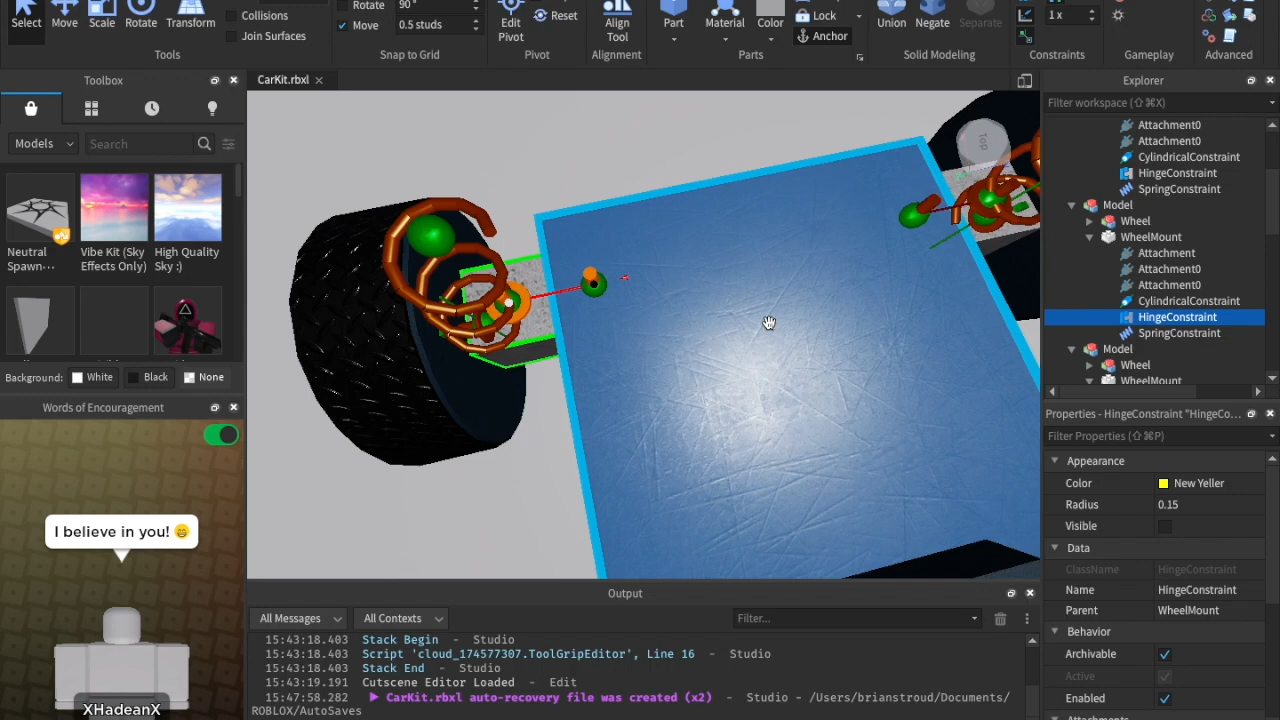 Select
Move
Scale
Rotate
Transform
Collisions
Join Surfaces
Tools
Rotate
90 °
Move
0.5 studs
Snap to Grid
Edit
Pivot
Reset
Pivot
Align
Tool
Alignment
Part
Material
Color
Lock
Anchor
Parts
Union
Negate
Separate
Solid Modeling
1 x
Constraints
Gameplay
Advanced
Toolbox
Models
Search
Neutral
Spawn...
Vibe Kit (Sky
Effects Only)
High Quality
Sky :)
Background:
White
Black
None
Words of Encouragement
I believe in you! 😄
XHadeanX
CarKit.rbxl
Top
Output
All Messages
All Contexts
Filter...
15:43:18.403 Stack Begin - Studio
15:43:18.403 Script 'cloud_174577307.ToolGripEditor', Line 16 - Studio
15:43:18.403 Stack End - Studio
15:43:19.191 Cutscene Editor Loaded - Edit
15:47:58.282 ▶ CarKit.rbxl auto-recovery file was created (x2) - Studio - /Users/brianstroud/Documents/
ROBLOX/AutoSaves
Explorer
Filter workspace (⇧⌘X)
Attachment0
Attachment0
CylindricalConstraint
HingeConstraint
SpringConstraint
Model
Wheel
WheelMount
Attachment
Attachment0
Attachment0
CylindricalConstraint
HingeConstraint
SpringConstraint
Model
Wheel
WheelMount
Properties - HingeConstraint "HingeCo...
Filter Properties (⇧⌘P)
Appearance
Color New Yeller
Radius 0.15
Visible
Data
ClassName HingeConstraint
Name HingeConstraint
Parent WheelMount
Behavior
Archivable
Active
Enabled
Attachments